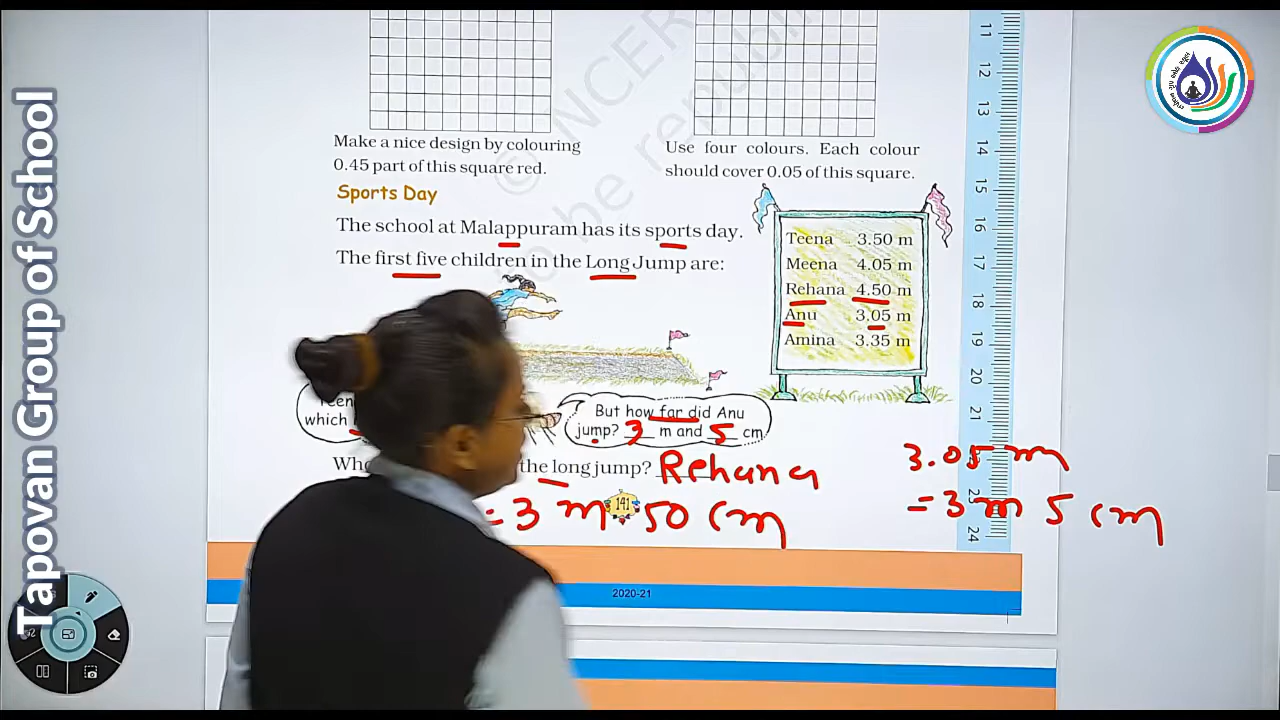 Tapovan Group of School
Make a nice design by colouring
0.45 part of this square red.
Use four colours. Each colour
should cover 0.05 of this square.
Sports Day
The school at Malappuram has its sports day.
The first five children in the Long Jump are:
Teena 3.50 m
Meena 4.05 m
Rehana 4.50 m
Anu 3.05 m
Amina 3.35 m
which
But how far did Anu
jump? 3 m and 5 cm
the long jump? Rehana
= 3 m 50 cm
3.05 m
= 3 m 5 cm
141
2020-21
11
12
13
14
15
16
17
18
19
20
21
24